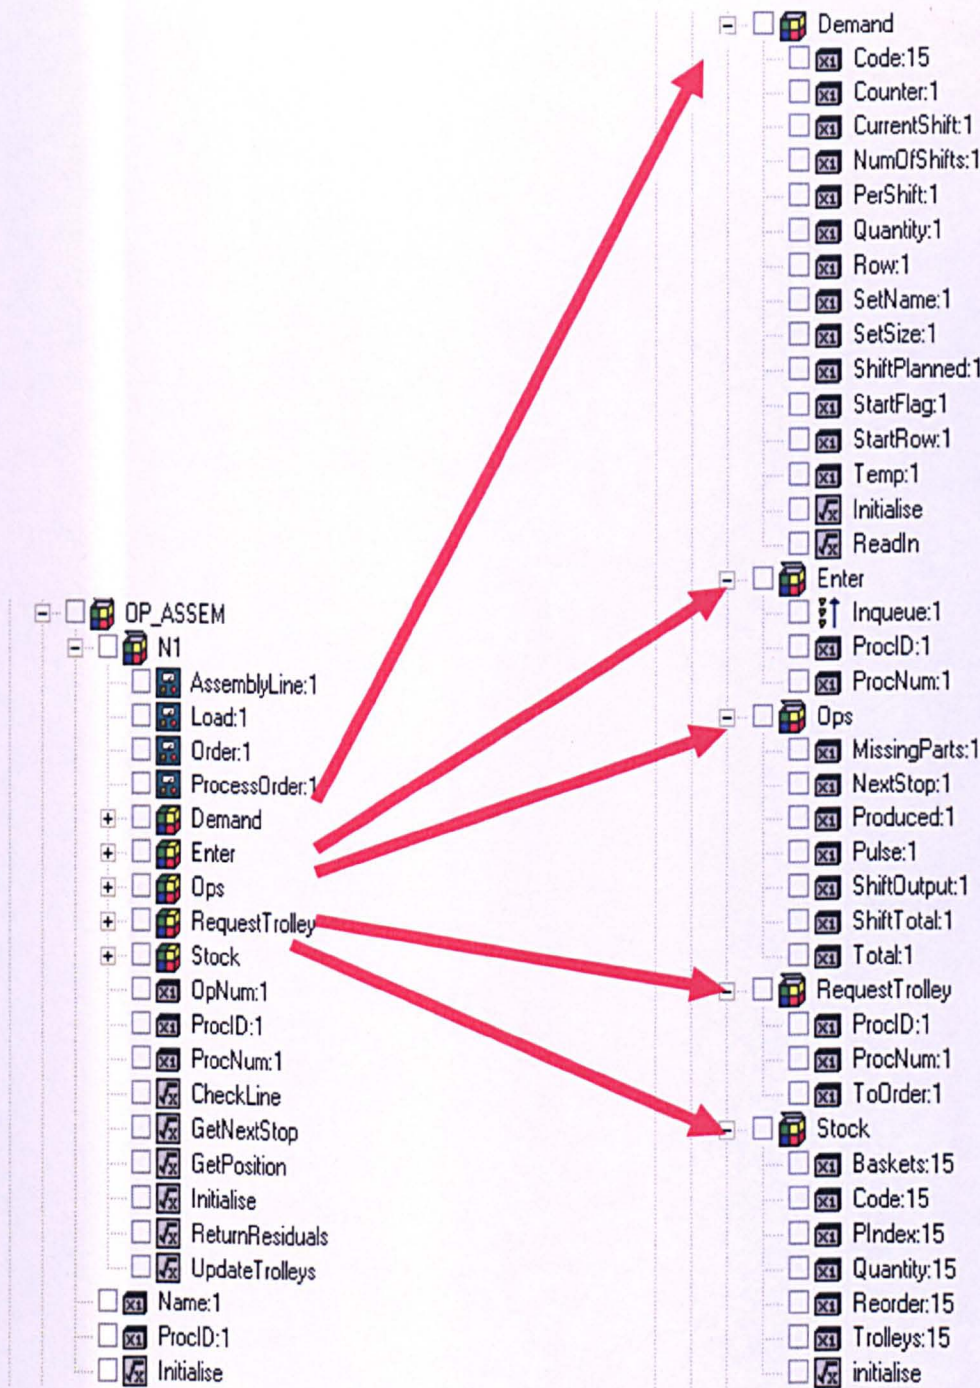 OP_ASSEM
N1
AssemblyLine:1
Load:1
Order:1
ProcessOrder:1
Demand
Enter
Ops
RequestTrolley
Stock
OpNum:1
ProcID:1
ProcNum:1
CheckLine
GetNextStop
GetPosition
Initialise
ReturnResiduals
UpdateTrolleys
Name:1
ProcID:1
Initialise
Demand
Code:15
Counter:1
CurrentShift:1
NumOfShifts:1
PerShift:1
Quantity:1
Row:1
SetName:1
SetSize:1
ShiftPlanned:1
StartFlag:1
StartRow:1
Temp:1
Initialise
ReadIn
Enter
Inqueue:1
ProcID:1
ProcNum:1
Ops
MissingParts:1
NextStop:1
Produced:1
Pulse:1
ShiftOutput:1
ShiftTotal:1
Total:1
RequestTrolley
ProcID:1
ProcNum:1
ToOrder:1
Stock
Baskets:15
Code:15
PIndex:15
Quantity:15
Reorder:15
Trolleys:15
initialise